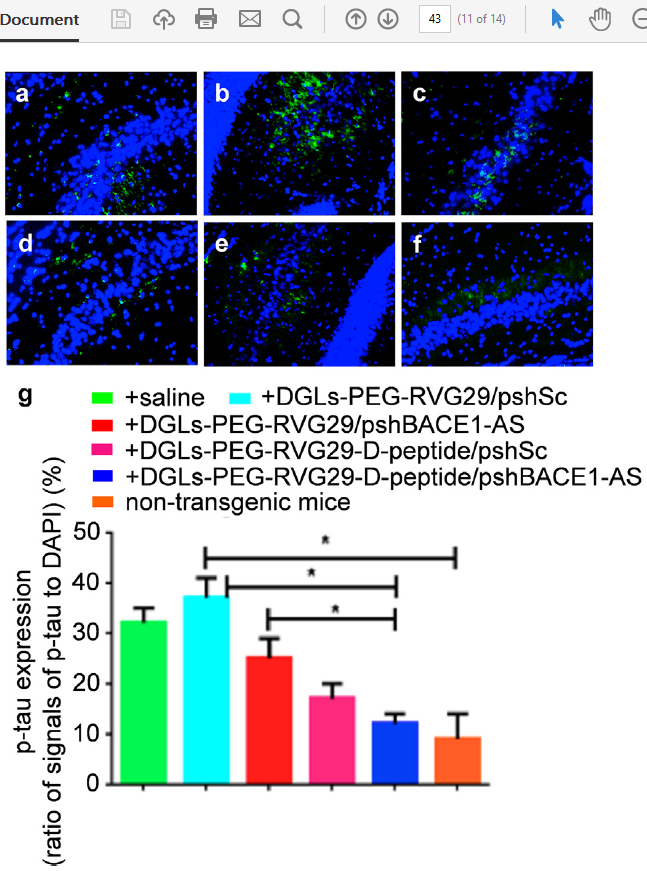 Document 43 (11 of 14)
a b c
d e f
g
+saline +DGLs-PEG-RVG29/pshSc
+DGLs-PEG-RVG29/pshBACE1-AS
+DGLs-PEG-RVG29-D-peptide/pshSc
+DGLs-PEG-RVG29-D-peptide/pshBACE1-AS
non-transgenic mice
p-tau expression
(ratio of signals of p-tau to DAPI) (%)
50
40
30
20
10
0
*
*
*